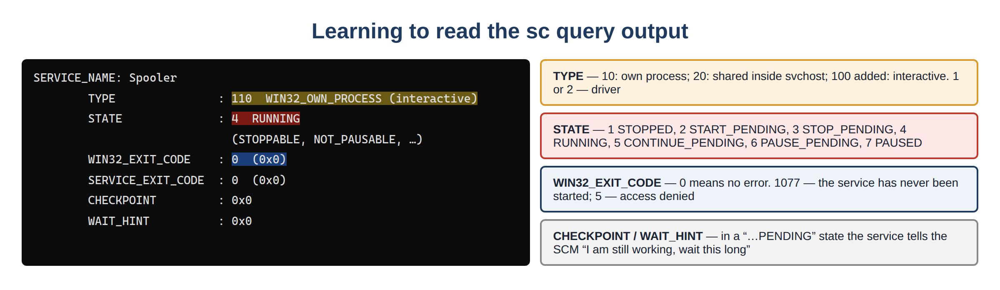 Learning to read the sc query output
SERVICE_NAME: Spooler
TYPE : 110 WIN32_OWN_PROCESS (interactive)
STATE : 4 RUNNING
(STOPPABLE, NOT_PAUSABLE, …)
WIN32_EXIT_CODE : 0 (0x0)
SERVICE_EXIT_CODE : 0 (0x0)
CHECKPOINT : 0x0
WAIT_HINT : 0x0
TYPE — 10: own process; 20: shared inside svchost; 100 added: interactive. 1
or 2 — driver
STATE — 1 STOPPED, 2 START_PENDING, 3 STOP_PENDING, 4
RUNNING, 5 CONTINUE_PENDING, 6 PAUSE_PENDING, 7 PAUSED
WIN32_EXIT_CODE — 0 means no error. 1077 — the service has never been
started; 5 — access denied
CHECKPOINT / WAIT_HINT — in a “…PENDING” state the service tells the
SCM “I am still working, wait this long”